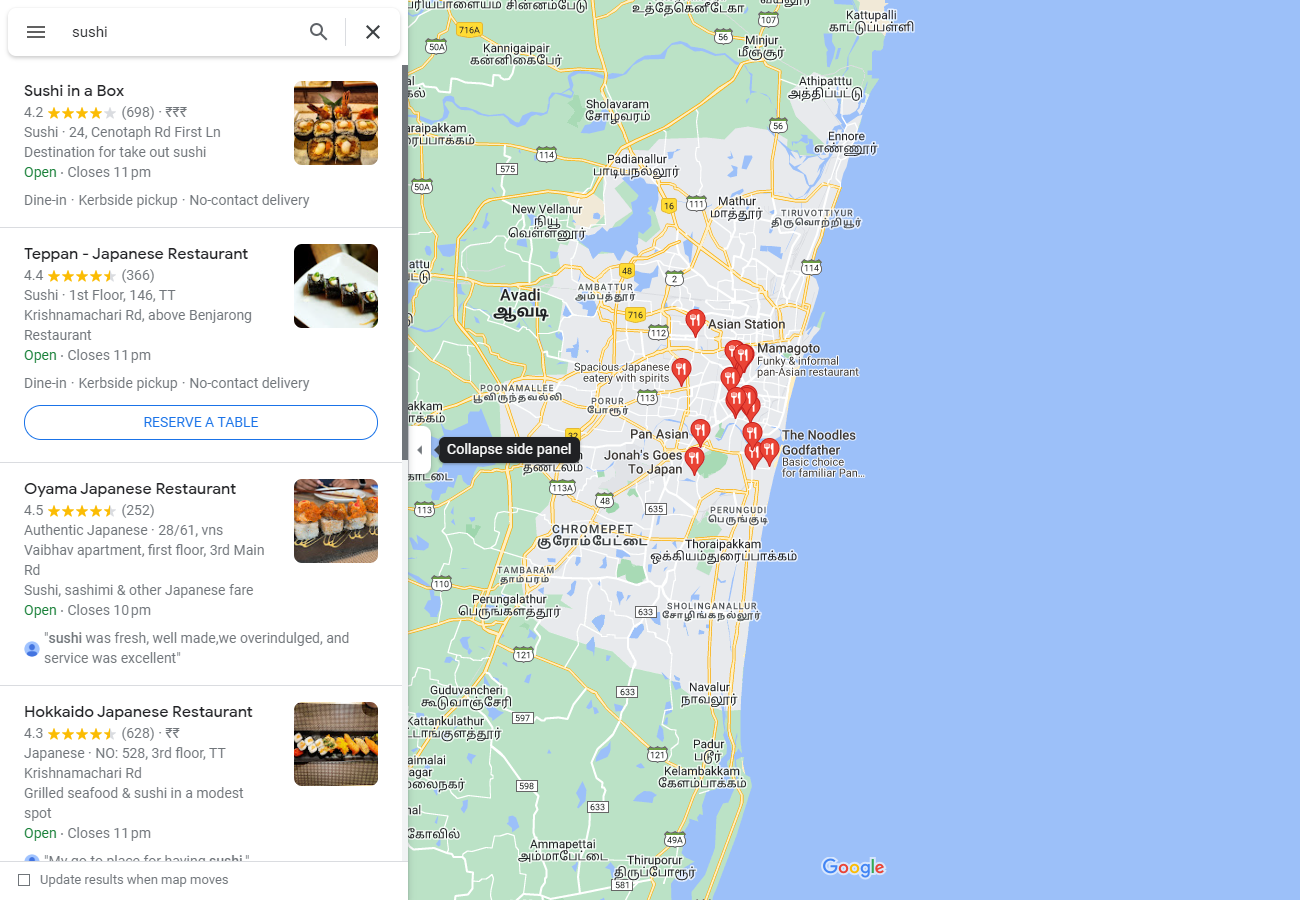 sushi
Sushi in a Box
4.2 (698) · ₹₹₹
Sushi · 24, Cenotaph Rd First Ln
Destination for take out sushi
Open · Closes 11 pm
Dine-in · Kerbside pickup · No-contact delivery
Teppan - Japanese Restaurant
4.4 (366)
Sushi · 1st Floor, 146, TT
Krishnamachari Rd, above Benjarong
Restaurant
Open · Closes 11 pm
Dine-in · Kerbside pickup · No-contact delivery
RESERVE A TABLE
Oyama Japanese Restaurant
4.5 (252)
Authentic Japanese · 28/61, vns
Vaibhav apartment, first floor, 3rd Main
Rd
Sushi, sashimi & other Japanese fare
Open · Closes 10 pm
"sushi was fresh, well made,we overindulged, and
service was excellent"
Hokkaido Japanese Restaurant
4.3 (628) · ₹₹
Japanese · NO: 528, 3rd floor, TT
Krishnamachari Rd
Grilled seafood & sushi in a modest
spot
Open · Closes 11 pm
"My go to place for having sushi."
Update results when map moves
Collapse side panel
107
Kattupalli
காட்டுப்பள்ளி
716A
56
50A
Minjur
மீஞ்சூர்
Kannigaipair
கன்னிகைபேர்
Athipatttu
அத்திப்பட்டு
Sholavaram
சோழவரம்
56
Ennore
எண்ணூர்
114
Padianallur
பாடியநல்லூர்
575
50A
16
111
Mathur
மாத்தூர்
New Vellanur
நியூ
வெள்ளனூர்
TIRUVOTTIYUR
திருவொற்றியூர்
114
48
2
AMBATTUR
அம்பத்தூர்
Avadi
ஆவடி
716
112
Asian Station
Mamagoto
Funky & informal
pan-Asian restaurant
Spacious Japanese
eatery with spirits
POONAMALLEE
பூவிருந்தவல்லி
PORUR
போரூர்
113
32
Pan Asian
The Noodles
Godfather
Basic choice
for familiar Pan...
Jonah's Goes
To Japan
113A
48
113
635
PERUNGUDI
பெருங்குடி
CHROMEPET
குரோம்பேட்டை
Thoraipakkam
ஒக்கியம்துரைப்பாக்கம்
TAMBARAM
தாம்பரம்
110
Perungalathur
பெருங்களத்தூர்
633
SHOLINGANALLUR
சோழிங்கநல்லூர்
121
633
Navalur
நாவலூர்
Guduvancheri
கூடுவாஞ்சேரி
597
Kattankulathur
Padur
படூர்
121
Kelambakkam
கேளம்பாக்கம்
598
633
49A
Ammapettai
அம்மாபேட்டை
Thiruporur
திருப்போரூர்
581
Google